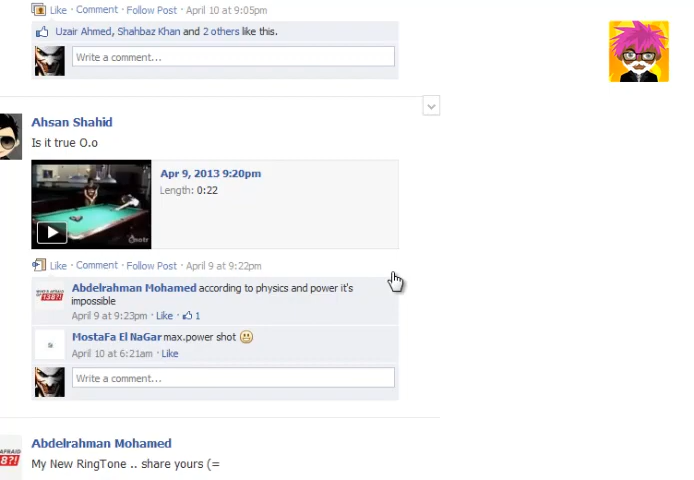 Like · Comment · Follow Post · April 10 at 9:05pm
Uzair Ahmed, Shahbaz Khan and 2 others like this.
Write a comment...
Ahsan Shahid
Is it true O.o
Apr 9, 2013 9:20pm
Length: 0:22
Like · Comment · Follow Post · April 9 at 9:22pm
Abdelrahman Mohamed according to physics and power it's
impossible
April 9 at 9:23pm · Like · 1
MostaFa El NaGar max.power shot
April 10 at 6:21am · Like
Write a comment...
Abdelrahman Mohamed
My New RingTone .. share yours (=